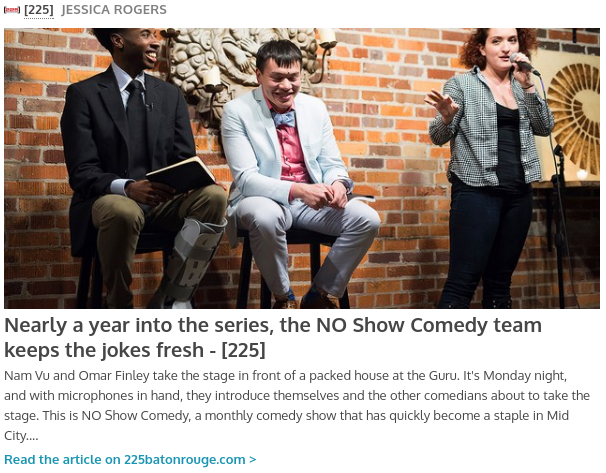 [225] JESSICA ROGERS
Nearly a year into the series, the NO Show Comedy team
keeps the jokes fresh - [225]
Nam Vu and Omar Finley take the stage in front of a packed house at the Guru. It's Monday night,
and with microphones in hand, they introduce themselves and the other comedians about to take the
stage. This is NO Show Comedy, a monthly comedy show that has quickly become a staple in Mid
City....
Read the article on 225batonrouge.com >